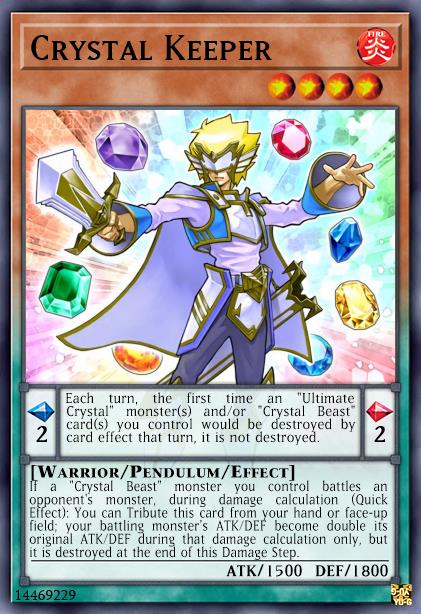 CRYSTAL KEEPER
FIRE
炎
Each turn, the first time an "Ultimate
Crystal" monster(s) and/or "Crystal Beast"
card(s) you control would be destroyed by
card effect that turn, it is not destroyed.
2
2
[WARRIOR/PENDULUM/EFFECT]
If a "Crystal Beast" monster you control battles an
opponent's monster, during damage calculation (Quick
Effect): You can Tribute this card from your hand or face-up
field; your battling monster's ATK/DEF become double its
original ATK/DEF during that damage calculation only, but
it is destroyed at the end of this Damage Step.
ATK/1500 DEF/1800
14469229